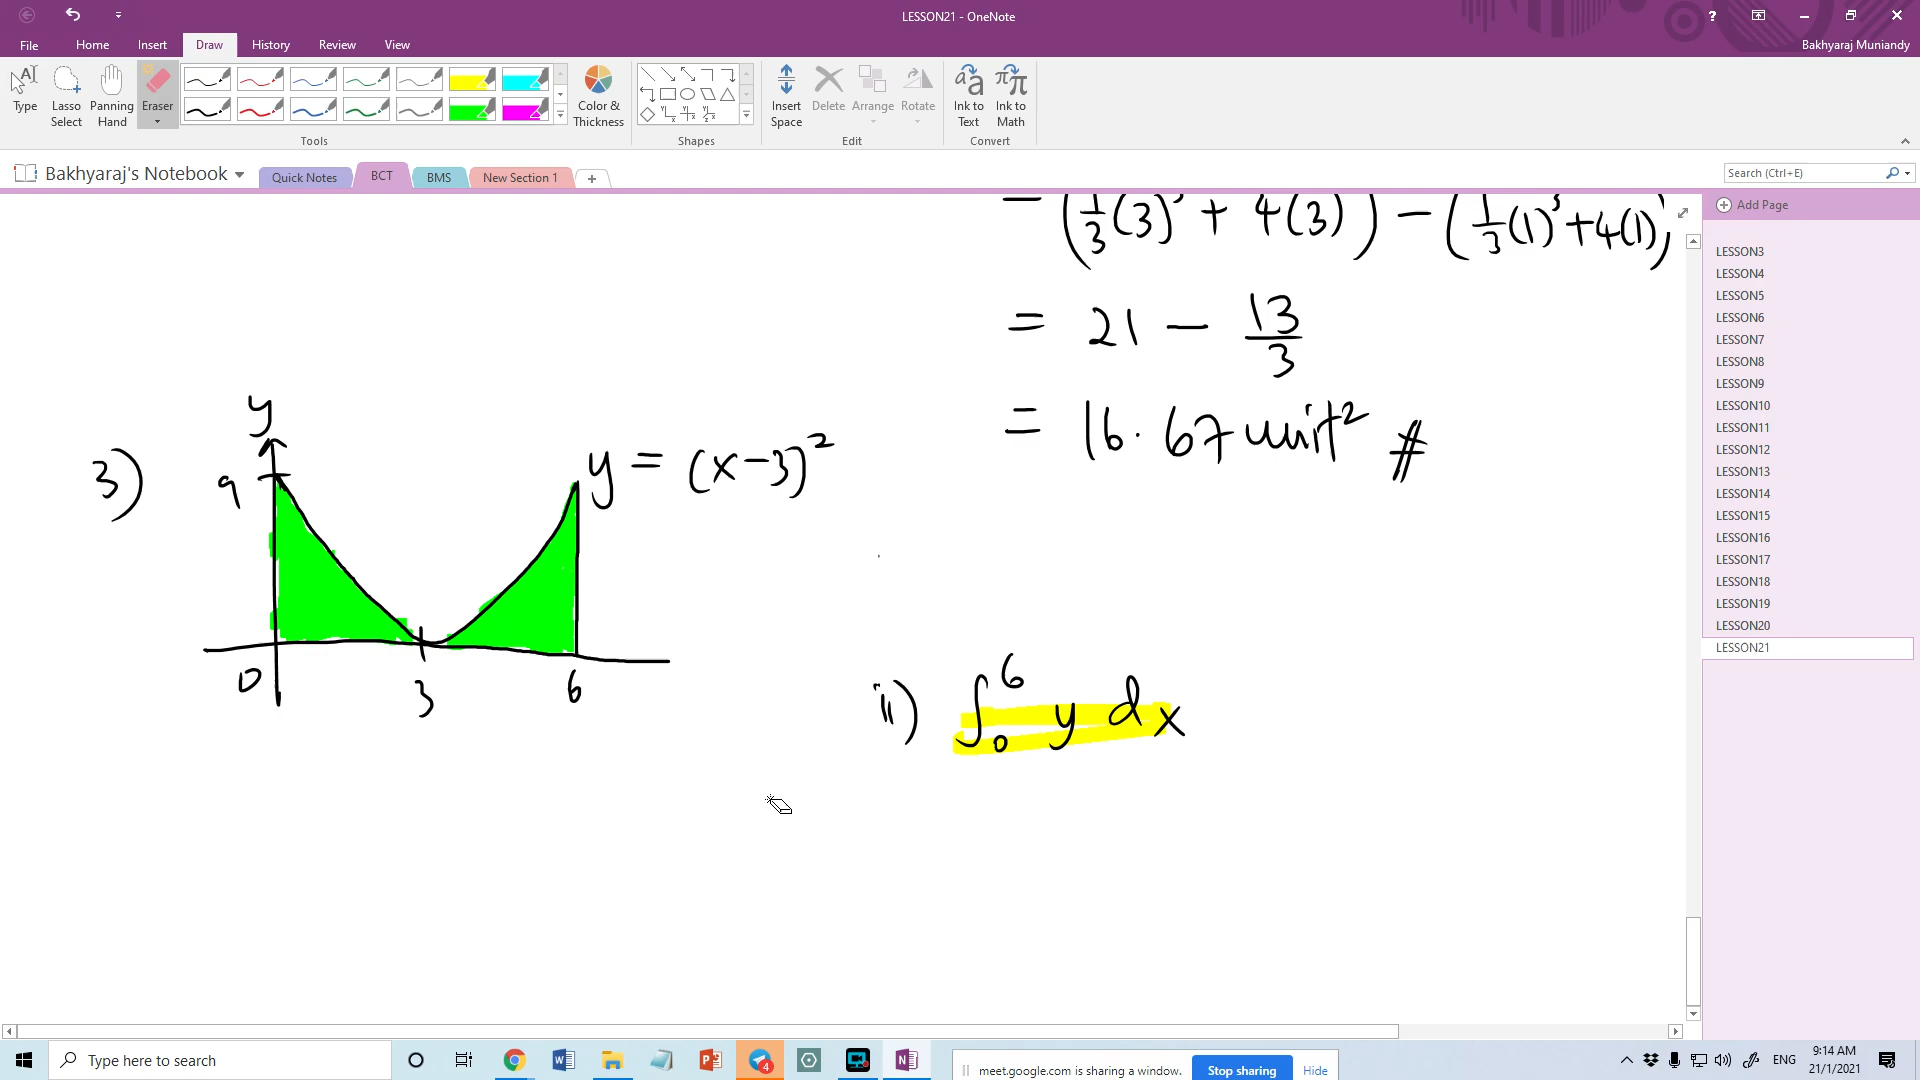 LESSON21 - OneNote
?
File
Home
Insert
Draw
History
Review
View
Bakhyaraj Muniandy
Type
Lasso Select
Panning Hand
Eraser
Color & Thickness
Insert Space
Delete
Arrange
Rotate
Ink to Text
Ink to Math
Tools
Shapes
Edit
Convert
Bakhyaraj's Notebook
Quick Notes
BCT
BMS
New Section 1
Search (Ctrl+E)
Add Page
LESSON3
LESSON4
LESSON5
LESSON6
LESSON7
LESSON8
LESSON9
LESSON10
LESSON11
LESSON12
LESSON13
LESSON14
LESSON15
LESSON16
LESSON17
LESSON18
LESSON19
LESSON20
LESSON21
= (1/3 (3)³ + 4(3)) - (1/3 (1)³ + 4(1))
= 21 - 13/3
= 16.67 unit² #
3)
y
9
y = (x-3)²
0
3
6
ii) ∫₀⁶ y dx
Type here to search
4
meet.google.com is sharing a window.
Stop sharing
Hide
ENG
9:14 AM
21/1/2021